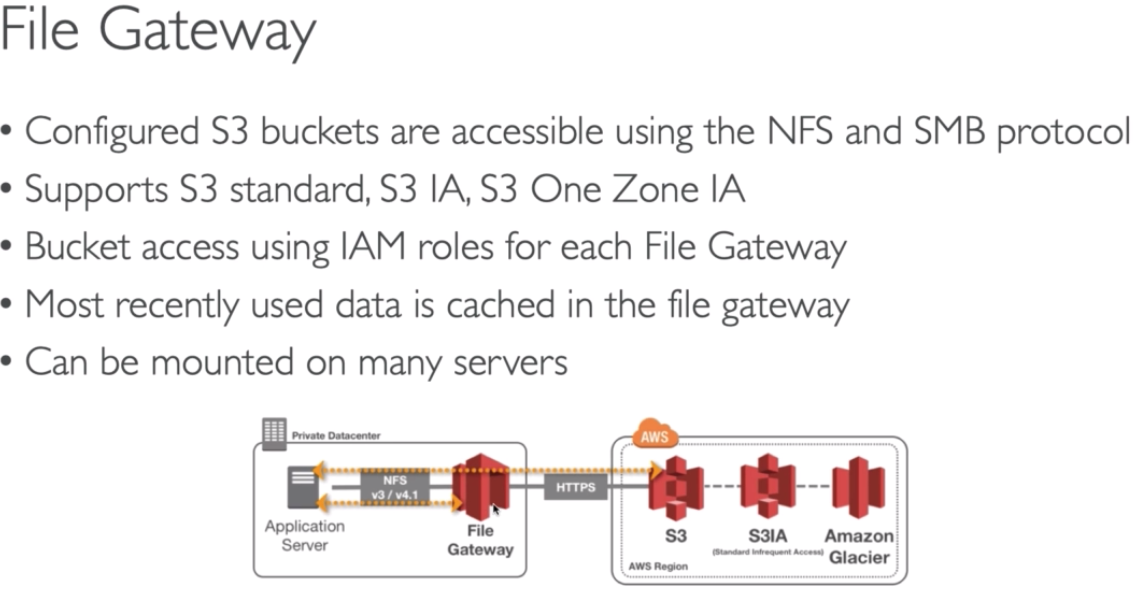 File Gateway
• Configured S3 buckets are accessible using the NFS and SMB protocol
• Supports S3 standard, S3 IA, S3 One Zone IA
• Bucket access using IAM roles for each File Gateway
• Most recently used data is cached in the file gateway
• Can be mounted on many servers
Private Datacenter
AWS
NFS
v3 / v4.1
HTTPS
Application
Server
File
Gateway
S3
S3IA
(Standard Infrequent Access)
Amazon
Glacier
AWS Region